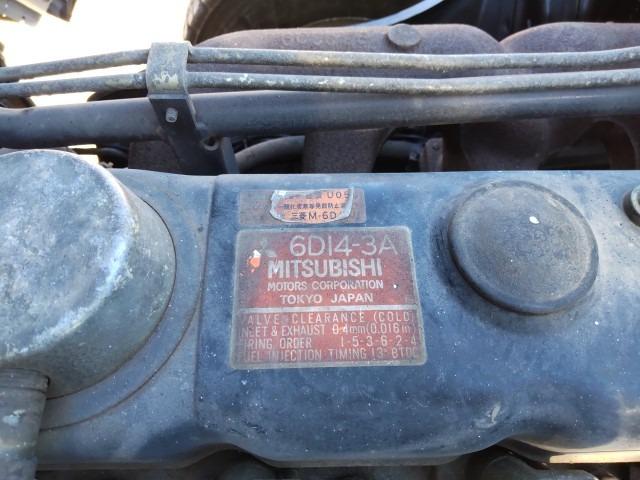 U05
三菱 M-6D
6D14-3A
MITSUBISHI
MOTORS CORPORATION
TOKYO JAPAN
VALVE CLEARANCE (COLD)
INLET & EXHAUST 0.4mm(0.016in)
FIRING ORDER 1-5-3-6-2-4
FUEL INJECTION TIMING 13° BTDC